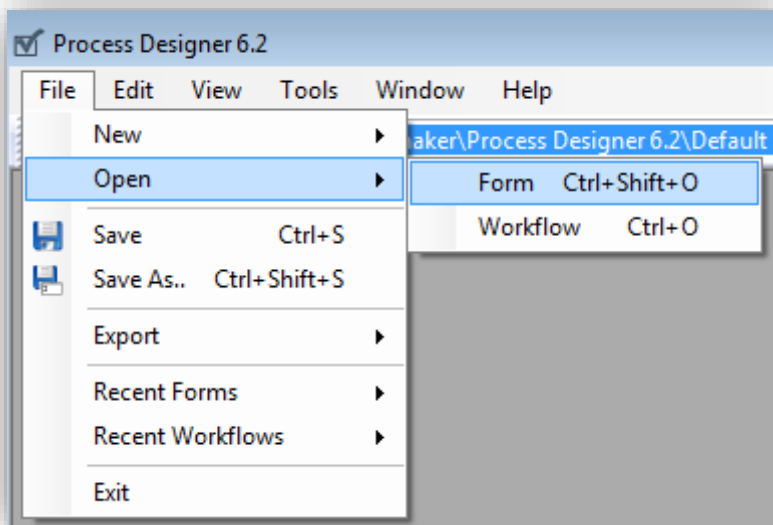 Process Designer 6.2
File Edit View Tools Window Help
New
aker\Process Designer 6.2\Default
Open
Form Ctrl+Shift+O
Workflow Ctrl+O
Save Ctrl+S
Save As.. Ctrl+Shift+S
Export
Recent Forms
Recent Workflows
Exit